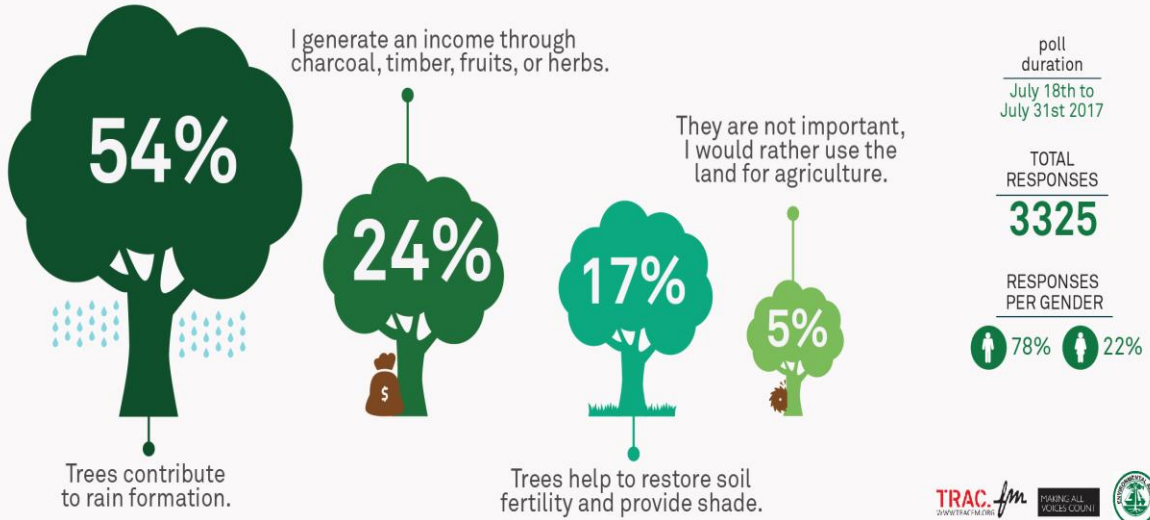 54%
Trees contribute
to rain formation.
I generate an income through
charcoal, timber, fruits, or herbs.
24%
$
17%
Trees help to restore soil
fertility and provide shade.
They are not important,
I would rather use the
land for agriculture.
5%
poll
duration
July 18th to
July 31st 2017
TOTAL
RESPONSES
3325
RESPONSES
PER GENDER
78% 22%
TRAC.fm
WWW.TRACFM.ORG
MAKING ALL
VOICES COUNT